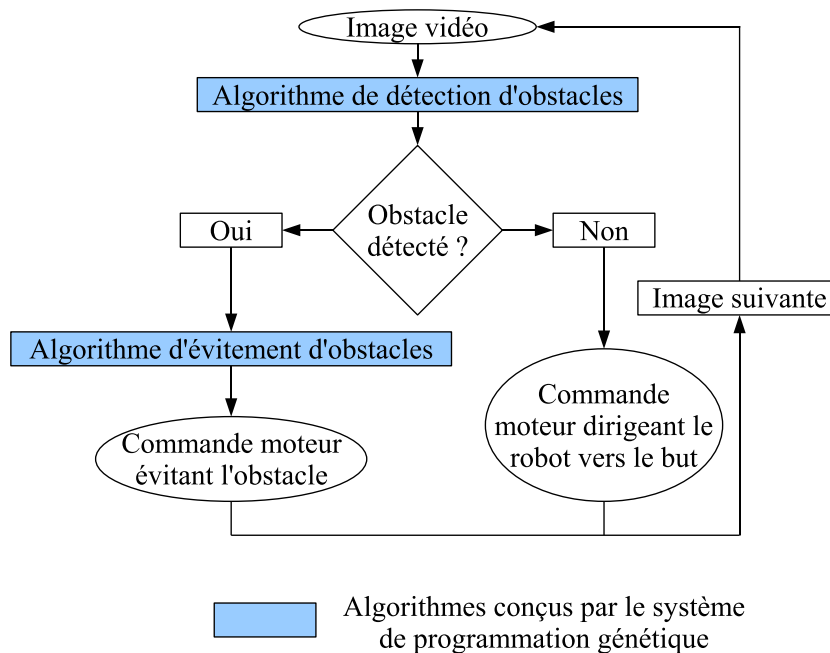 Image vidéo
Algorithme de détection d'obstacles
Obstacle
détecté ?
Oui
Non
Image suivante
Algorithme d'évitement d'obstacles
Commande
moteur dirigeant le
robot vers le but
Commande moteur
évitant l'obstacle
Algorithmes conçus par le système
de programmation génétique